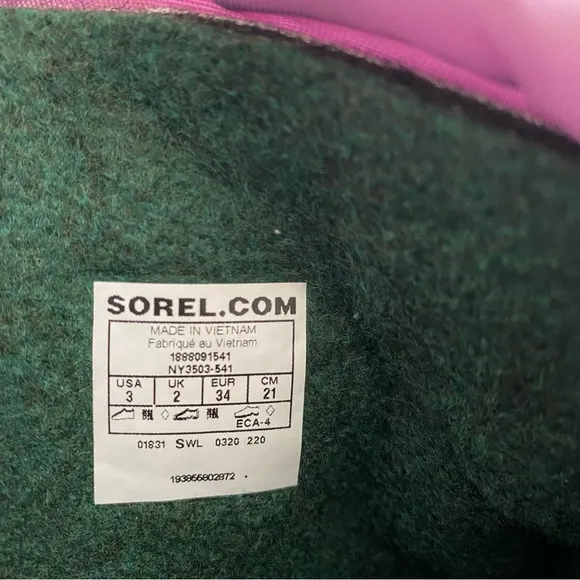 SOREL.COM
MADE IN VIETNAM
Fabriqué au Vietnam
1888091541
NY3503-541
USA UK EUR CM
3 2 34 21
ECA-4
01831 SWL 0320 220
193855802872